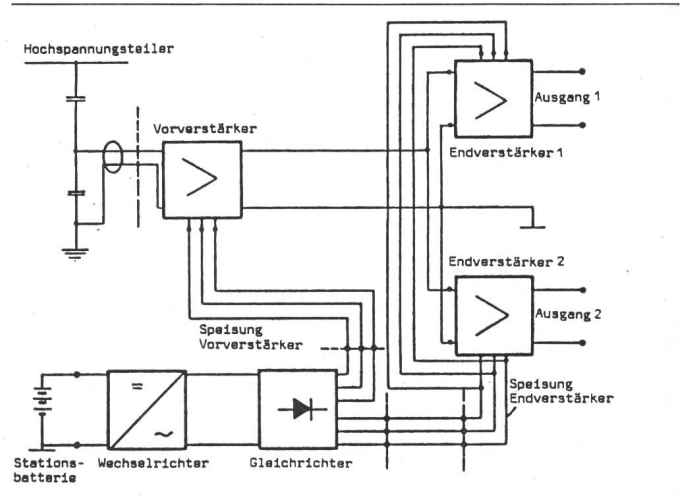 Hochspannungsteiler
Vorverstärker
Ausgang 1
Endverstärker 1
Endverstärker 2
Ausgang 2
Speisung
Vorverstärker
Speisung
Endverstärker
Stations-
batterie
Wechselrichter
Gleichrichter